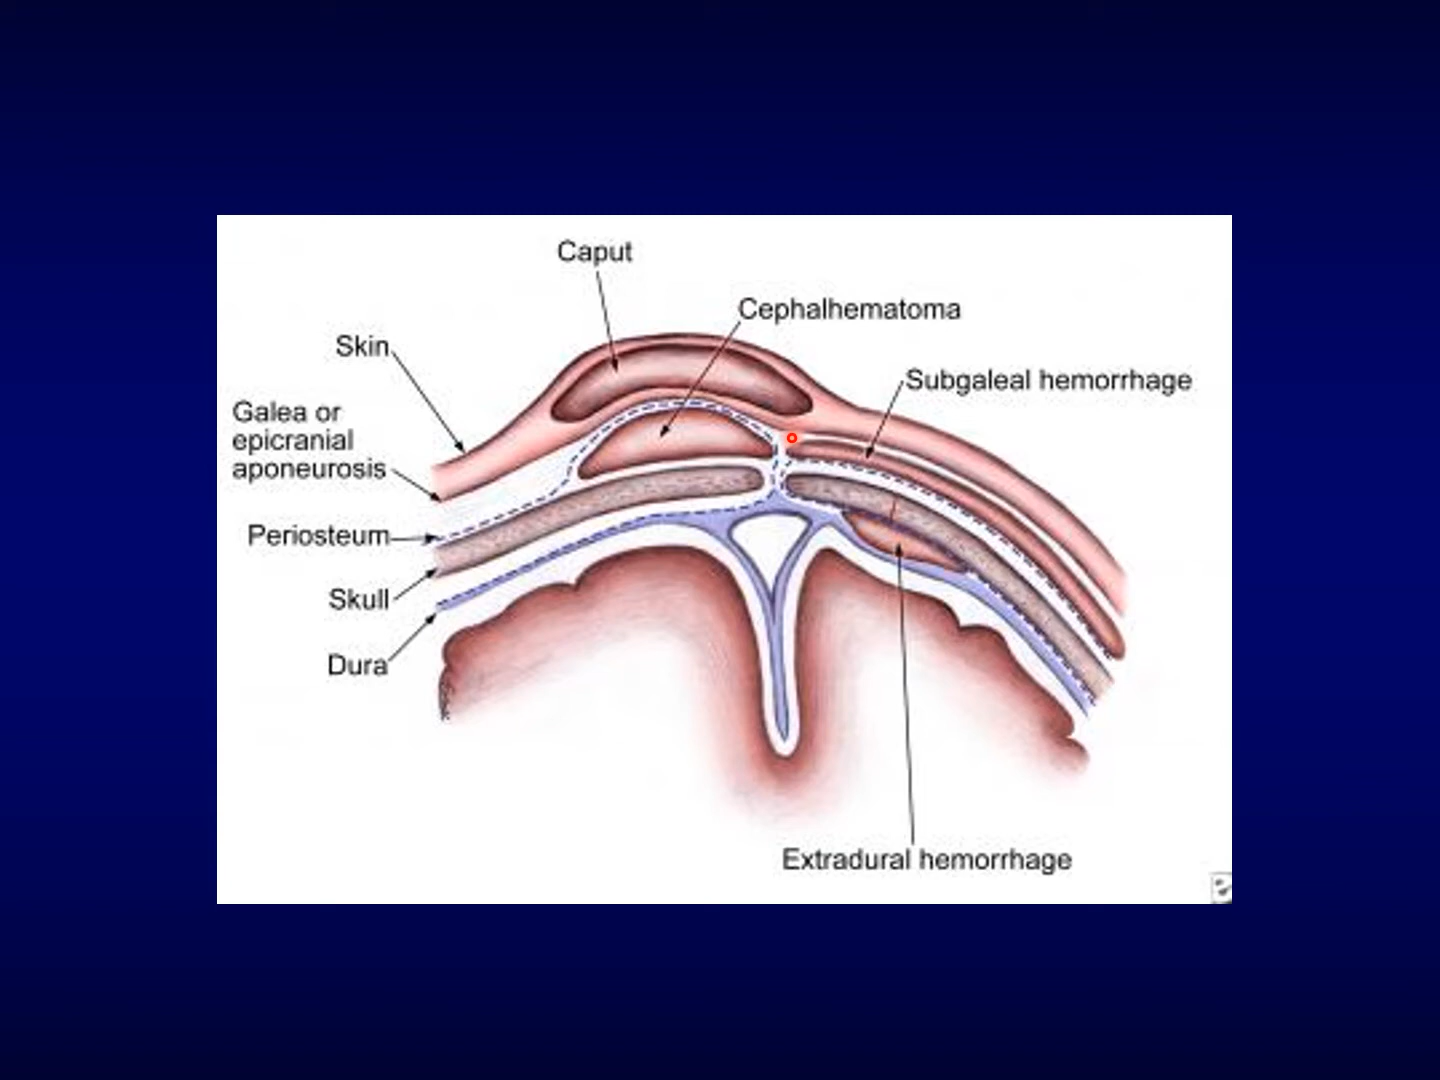 Caput
Cephalhematoma
Skin
Subgaleal hemorrhage
Galea or
epicranial
aponeurosis
Periosteum
Skull
Dura
Extradural hemorrhage